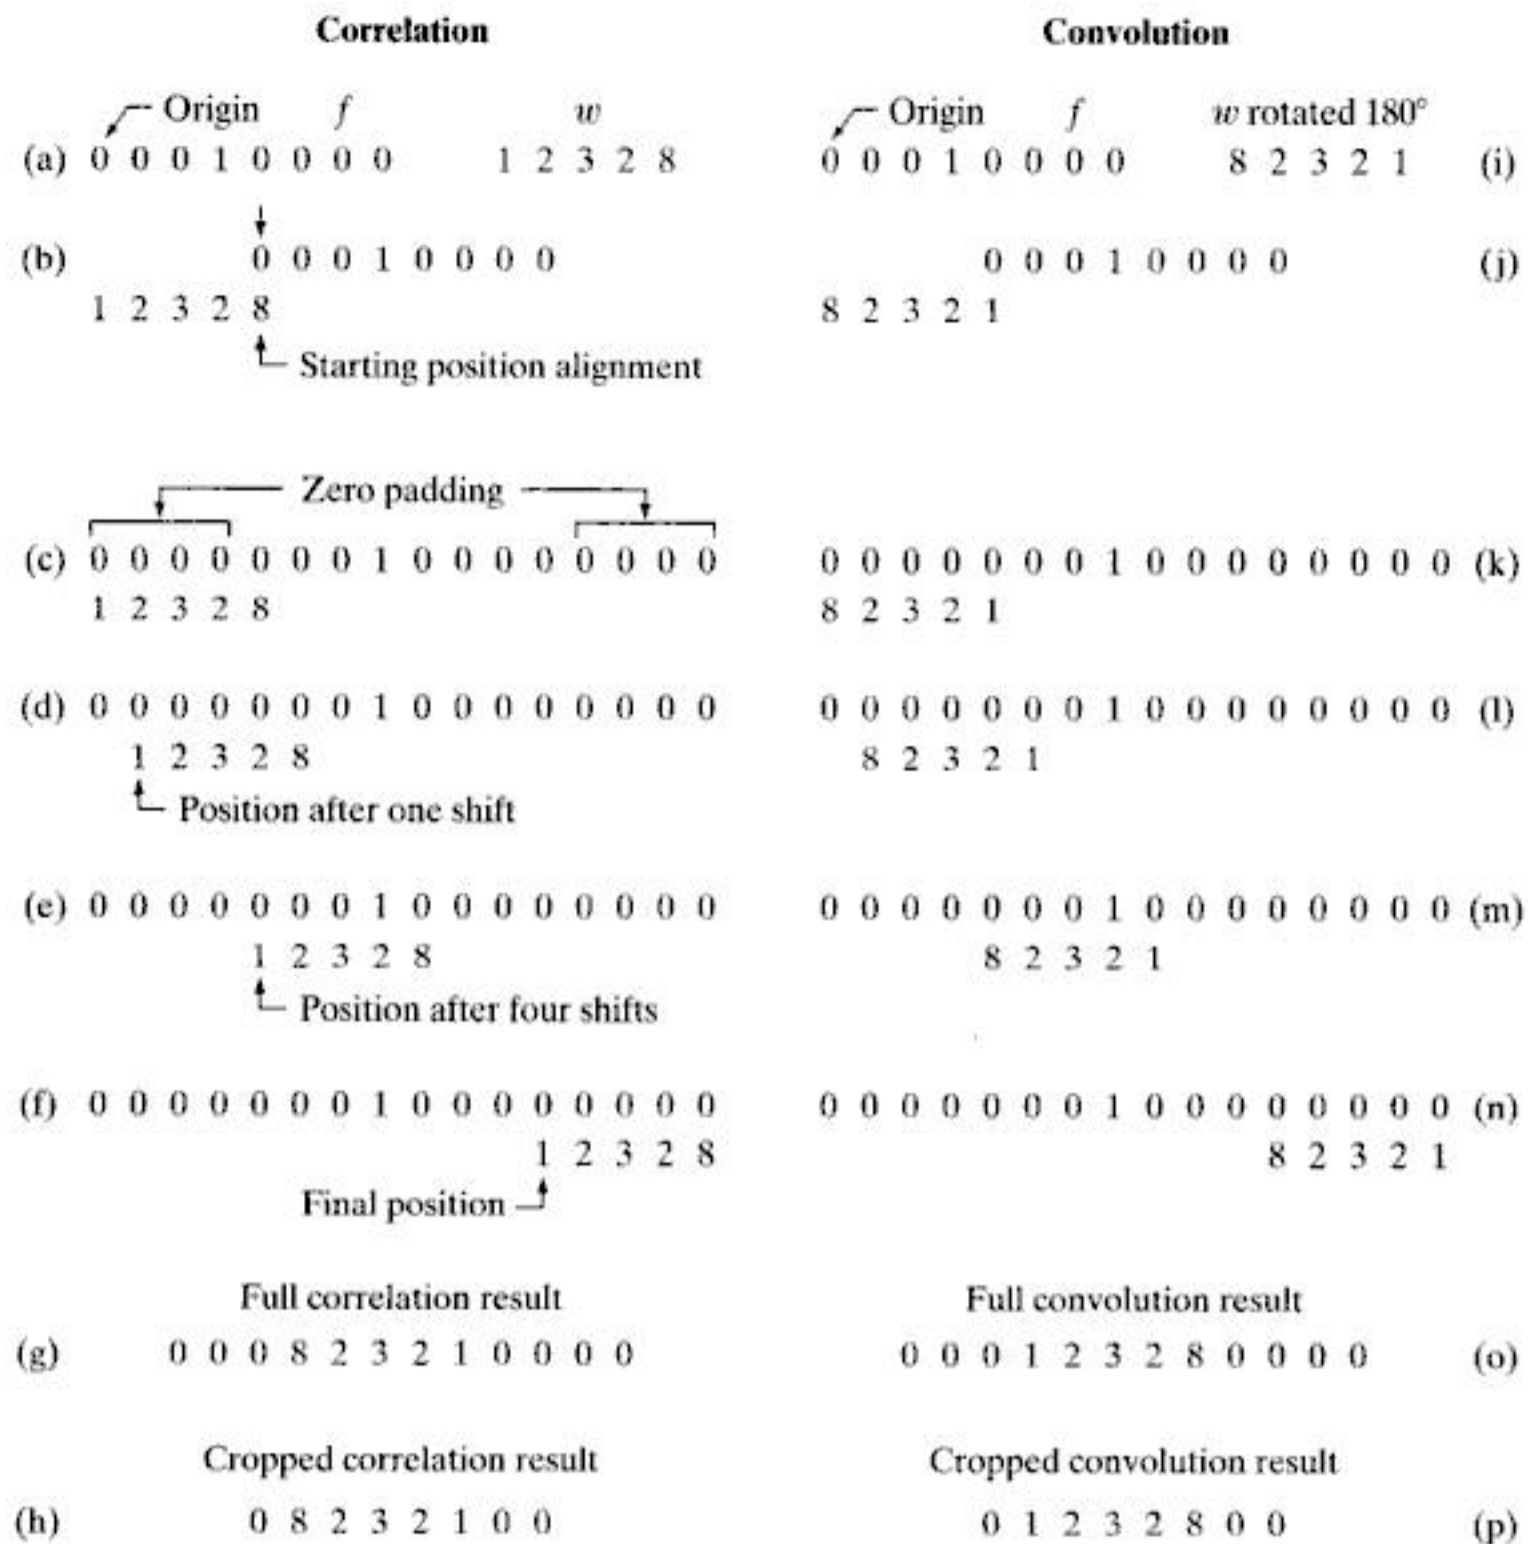 Correlation
Origin f w
(a) 0 0 0 1 0 0 0 0 1 2 3 2 8
(b) 0 0 0 1 0 0 0 0
1 2 3 2 8
Starting position alignment
Zero padding
(c) 0 0 0 0 0 0 0 1 0 0 0 0 0 0 0 0
1 2 3 2 8
(d) 0 0 0 0 0 0 0 1 0 0 0 0 0 0 0 0
1 2 3 2 8
Position after one shift
(e) 0 0 0 0 0 0 0 1 0 0 0 0 0 0 0 0
1 2 3 2 8
Position after four shifts
(f) 0 0 0 0 0 0 0 1 0 0 0 0 0 0 0 0
1 2 3 2 8
Final position
Full correlation result
(g) 0 0 0 8 2 3 2 1 0 0 0 0
Cropped correlation result
(h) 0 8 2 3 2 1 0 0
Convolution
Origin f w rotated 180°
0 0 0 1 0 0 0 0 8 2 3 2 1 (i)
0 0 0 1 0 0 0 0 (j)
8 2 3 2 1
0 0 0 0 0 0 0 1 0 0 0 0 0 0 0 0 (k)
8 2 3 2 1
0 0 0 0 0 0 0 1 0 0 0 0 0 0 0 0 (l)
8 2 3 2 1
0 0 0 0 0 0 0 1 0 0 0 0 0 0 0 0 (m)
8 2 3 2 1
0 0 0 0 0 0 0 1 0 0 0 0 0 0 0 0 (n)
8 2 3 2 1
Full convolution result
0 0 0 1 2 3 2 8 0 0 0 0 (o)
Cropped convolution result
0 1 2 3 2 8 0 0 (p)